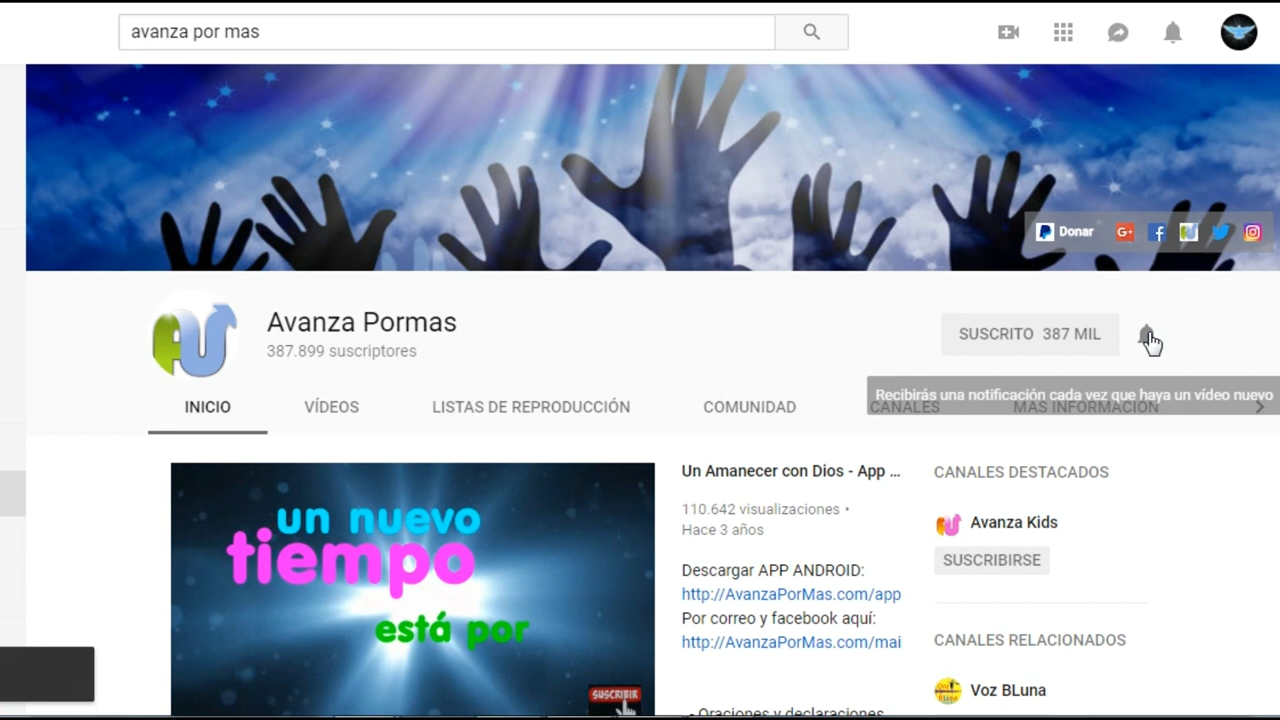 avanza por mas
Donar
Avanza Pormas
387.899 suscriptores
SUSCRITO 387 MIL
Recibirás una notificación cada vez que haya un vídeo nuevo
INICIO VÍDEOS LISTAS DE REPRODUCCIÓN COMUNIDAD CANALES MÁS INFORMACIÓN
un nuevo
tiempo
está por
SUSCRIBIR
Un Amanecer con Dios - App ...
110.642 visualizaciones •
Hace 3 años
Descargar APP ANDROID:
http://AvanzaPorMas.com/app
Por correo y facebook aquí:
http://AvanzaPorMas.com/mai
- Oraciones y declaraciones
CANALES DESTACADOS
Avanza Kids
SUSCRIBIRSE
CANALES RELACIONADOS
Voz BLuna